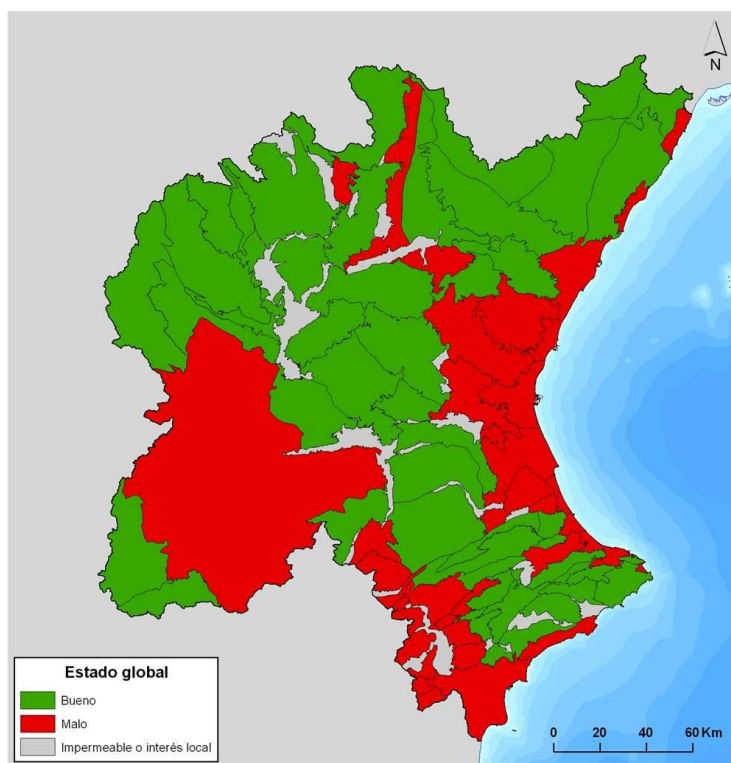 N
Estado global
Bueno
Malo
Impermeable o interés local
0 20 40 60 Km